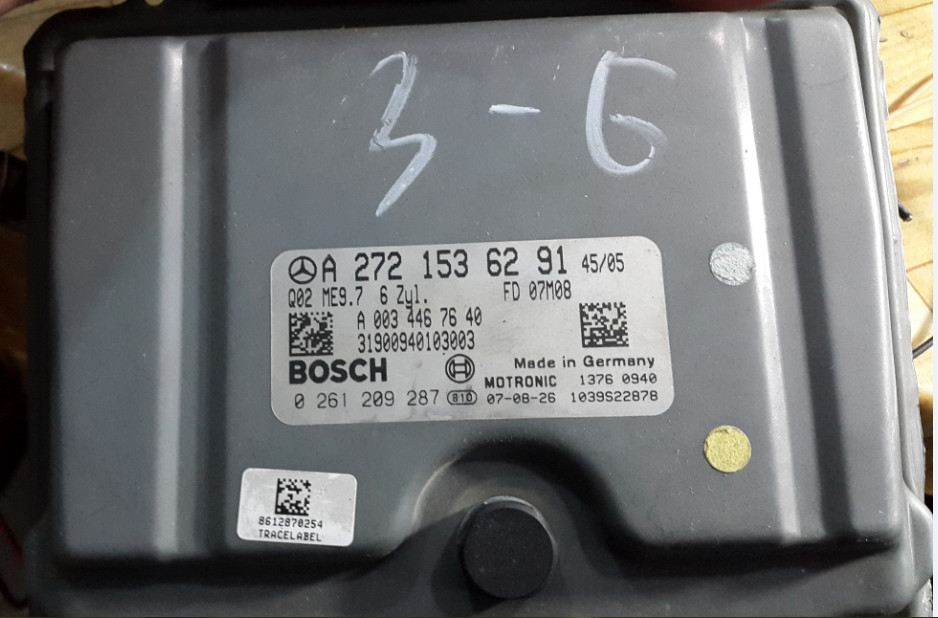 3-6
A 272 153 62 91 45/05
Q02 ME9.7 6 Zyl. FD 07M08
A 003 446 76 40
31900940103003
BOSCH Made in Germany
MOTRONIC 1376 0940
0 261 209 287 810 07-08-26 1039S22878
8612870254
TRACELABEL